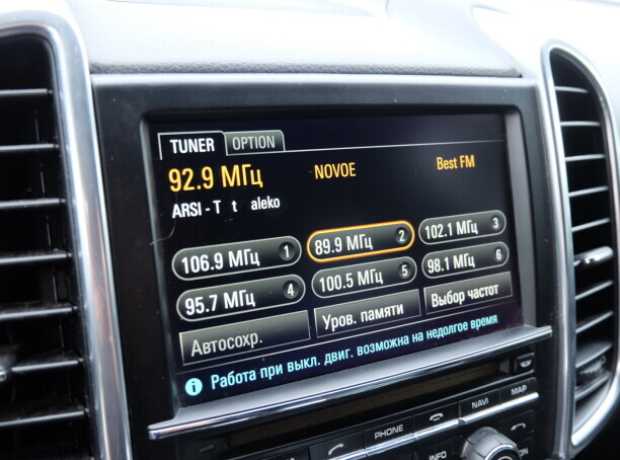 TUNER OPTION
92.9 МГц NOVOE Best FM
ARSI - T t aleko
106.9 МГц 1 89.9 МГц 2 102.1 МГц 3
95.7 МГц 4 100.5 МГц 5 98.1 МГц 6
Автосохр. Уров. памяти Выбор частот
i Работа при выкл. двиг. возможна на недолгое время
PHONE NAVI MAP
INFO